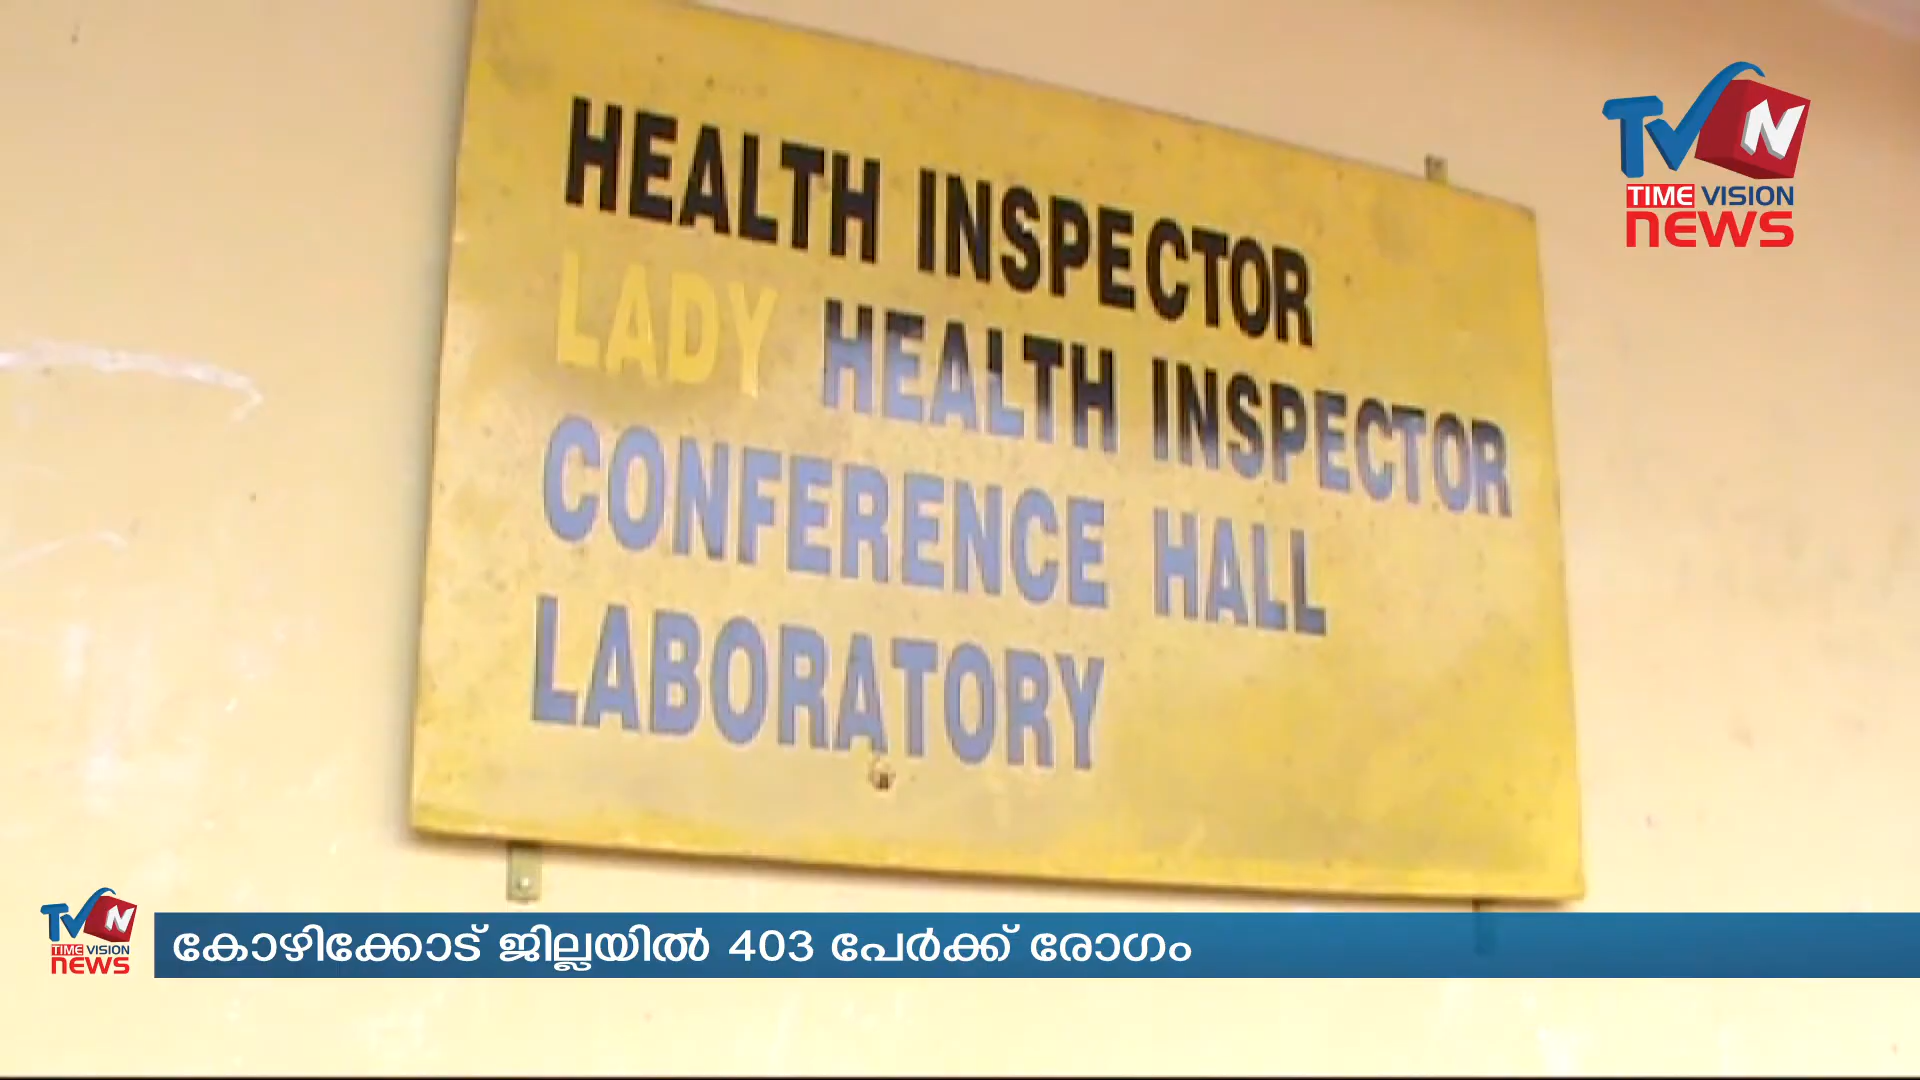 HEALTH INSPECTOR
LADY HEALTH INSPECTOR
CONFERENCE HALL
LABORATORY
TVN
TIME VISION
NEWS
TVN
TIME VISION
NEWS
കോഴിക്കോട് ജില്ലയിൽ 403 പേർക്ക് രോഗം